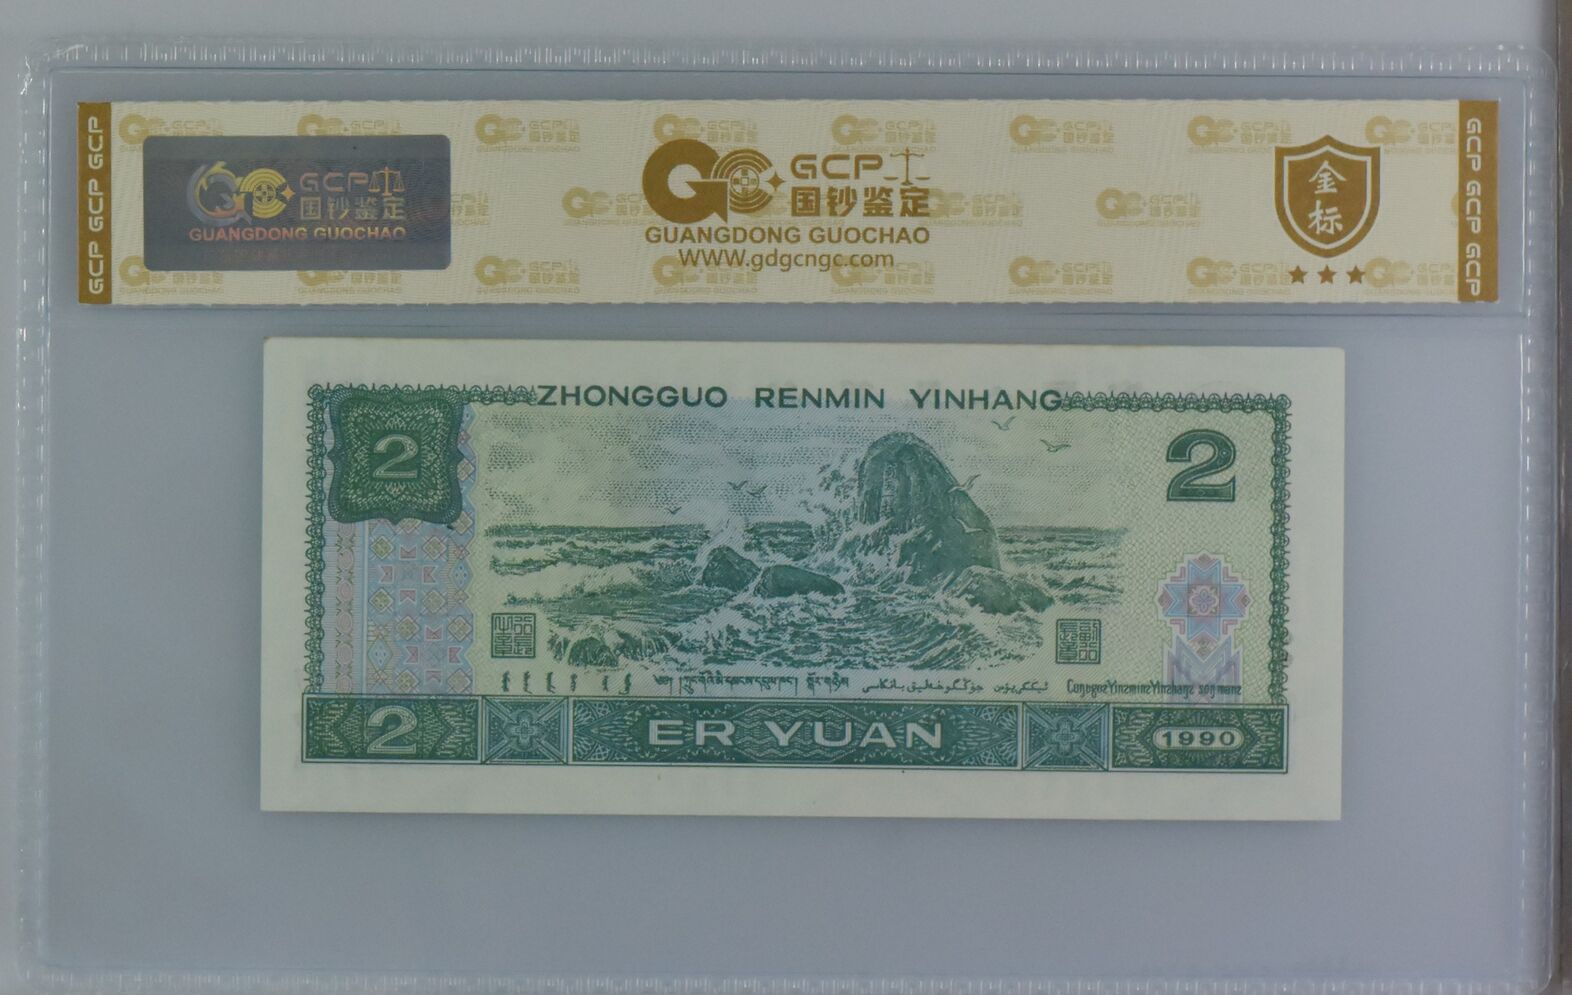 GCP GCP GCP
GCP
国钞鉴定
GUANGDONG GUOCHAO
GCP
国钞鉴定
GUANGDONG GUOCHAO
WWW.gdgcngc.com
金标
GCP GCP GCP
ZHONGGUO RENMIN YINHANG
2
2
2
ER YUAN
1990